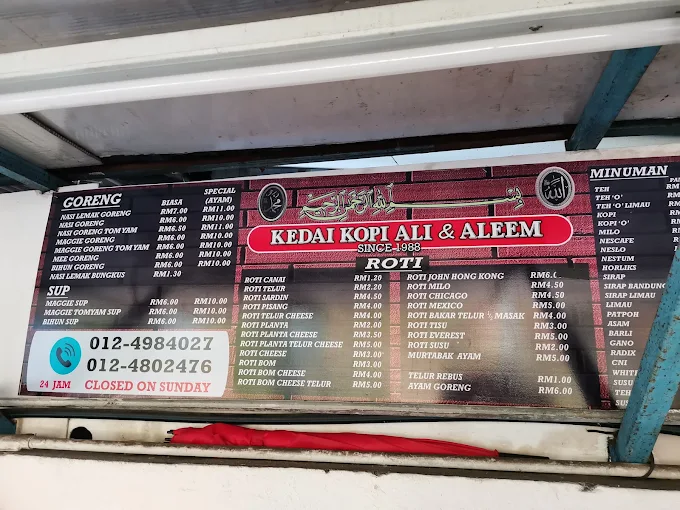 GORENG BIASA SPECIAL (AYAM)
NASI LEMAK GORENG RM7.00 RM11.00
NASI GORENG RM6.00 RM10.00
NASI GORENG TOM YAM RM6.50 RM11.00
MAGGIE GORENG RM6.00 RM10.00
MAGGIE GORENG TOM YAM RM6.00 RM10.00
MEE GORENG RM6.00 RM10.00
BIHUN GORENG RM6.00 RM10.00
NASI LEMAK BUNGKUS RM1.30
SUP
MAGGIE SUP RM6.00 RM10.00
MAGGIE TOMYAM SUP RM6.00 RM10.00
BIHUN SUP RM6.00 RM10.00
012-4984027
012-4802476
24 JAM CLOSED ON SUNDAY
محمد
بسم الله الرحمن الرحيم
الله
KEDAI KOPI ALI & ALEEM
SINCE 1988
ROTI
ROTI CANAI RM1.20
ROTI TELUR RM2.20
ROTI SARDIN RM4.50
ROTI PISANG RM4.00
ROTI TELUR CHEESE RM4.00
ROTI PLANTA RM2.00
ROTI PLANTA CHEESE RM3.50
ROTI PLANTA TELUR CHEESE RM5.00
ROTI CHEESE RM3.00
ROTI BOM RM3.00
ROTI BOM CHEESE RM4.00
ROTI BOM CHEESE TELUR RM5.00
ROTI JOHN HONG KONG
ROTI MILO RM4.50
ROTI CHICAGO RM4.50
ROTI MEXICO RM5.00
ROTI BAKAR TELUR ½ MASAK RM4.00
ROTI TISU RM3.00
ROTI EVEREST RM5.00
ROTI SUSU RM2.00
MURTABAK AYAM RM5.00
TELUR REBUS RM1.00
AYAM GORENG RM6.00
MINUMAN
TEH
TEH 'O'
TEH 'O' LIMAU
KOPI
KOPI 'O'
MILO
NESCAFE
NESLO
NESTUM
HORLIKS
SIRAP
SIRAP BANDUNG
SIRAP LIMAU
LIMAU
PATPOH
ASAM
BARLI
GANO
RADIX
CNI
SUSU
TEH